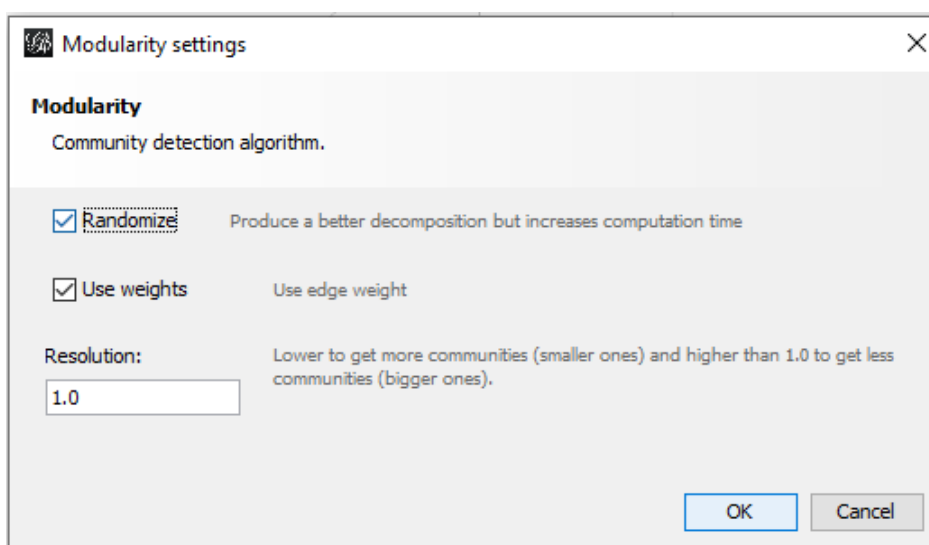 Modularity settings
Modularity
Community detection algorithm.
Randomize Produce a better decomposition but increases computation time
Use weights Use edge weight
Resolution: Lower to get more communities (smaller ones) and higher than 1.0 to get less
communities (bigger ones).
1.0
OK Cancel